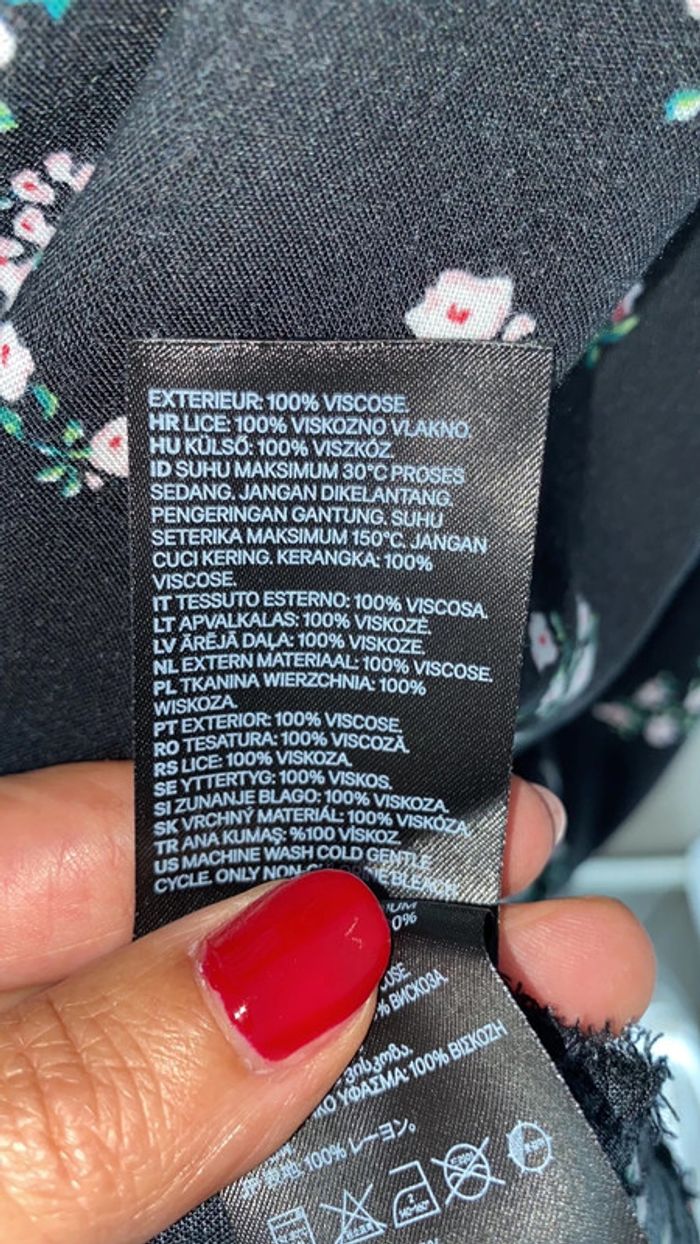 EXTERIEUR: 100% VISCOSE.
HR LICE: 100% VISKOZNO VLAKNO.
HU KÜLSŐ: 100% VISZKÓZ
ID SUHU MAKSIMUM 30°C PROSES
SEDANG. JANGAN DIKELANTANG.
PENGERINGAN GANTUNG. SUHU
SETERIKA MAKSIMUM 150°C. JANGAN
CUCI KERING. KERANGKA: 100%
VISCOSE.
IT TESSUTO ESTERNO: 100% VISCOSA.
LT APVALKALAS: 100% VISKOZĖ.
LV ĀRĒJĀ DAĻA: 100% VISKOZE.
NL EXTERN MATERIAAL: 100% VISCOSE.
PL TKANINA WIERZCHNIA: 100%
WISKOZA.
PT EXTERIOR: 100% VISCOSE.
RO TESATURA: 100% VISCOZĂ.
RS LICE: 100% VISKOZA.
SE YTTERTYG: 100% VISKOS.
SI ZUNANJE BLAGO: 100% VISKOZA.
SK VRCHNÝ MATERIÁL: 100% VISKÓZA.
TR ANA KUMAŞ: %100 VİSKOZ.
US MACHINE WASH COLD GENTLE
CYCLE. ONLY NON- BLEACH.
0%
% ВИСКОЗА
ΥΦΑΣΜΑ: 100% ΒΙΣΚΟΖΗ
100% レーヨン。